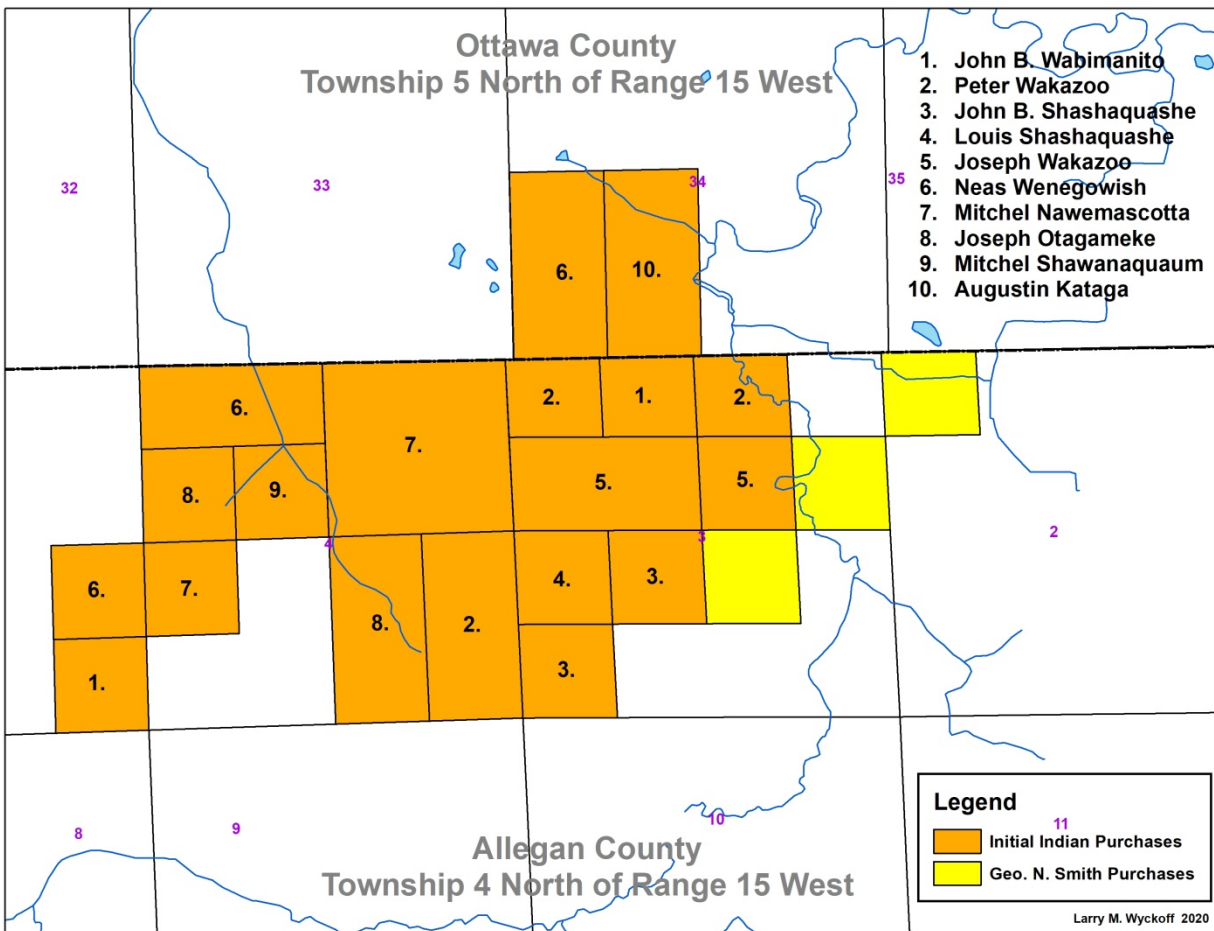 Ottawa County
Township 5 North of Range 15 West
1. John B. Wabimanito
2. Peter Wakazoo
3. John B. Shashaquashe
4. Louis Shashaquashe
5. Joseph Wakazoo
6. Neas Wenegowish
7. Mitchel Nawemascotta
8. Joseph Otagameke
9. Mitchel Shawanaquaum
10. Augustin Kataga
32
33
34
35
6.
10.
6.
7.
2.
1.
2.
8.
9.
5.
5.
4
3
2
6.
7.
8.
2.
4.
3.
1.
3.
8
9
10
11
Allegan County
Township 4 North of Range 15 West
Legend
Initial Indian Purchases
Geo. N. Smith Purchases
Larry M. Wyckoff 2020